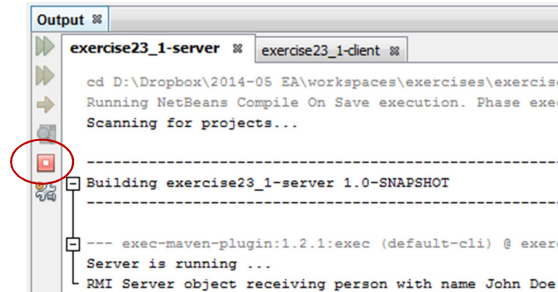 Output
exercise23_1-server exercise23_1-client
cd D:\Dropbox\2014-05 EA\workspaces\exercises\exercise
Running NetBeans Compile On Save execution. Phase exe
Scanning for projects...
------------------------------------------------------
Building exercise23_1-server 1.0-SNAPSHOT
------------------------------------------------------
--- exec-maven-plugin:1.2.1:exec (default-cli) @ exer
Server is running ...
RMI Server object receiving person with name John Doe